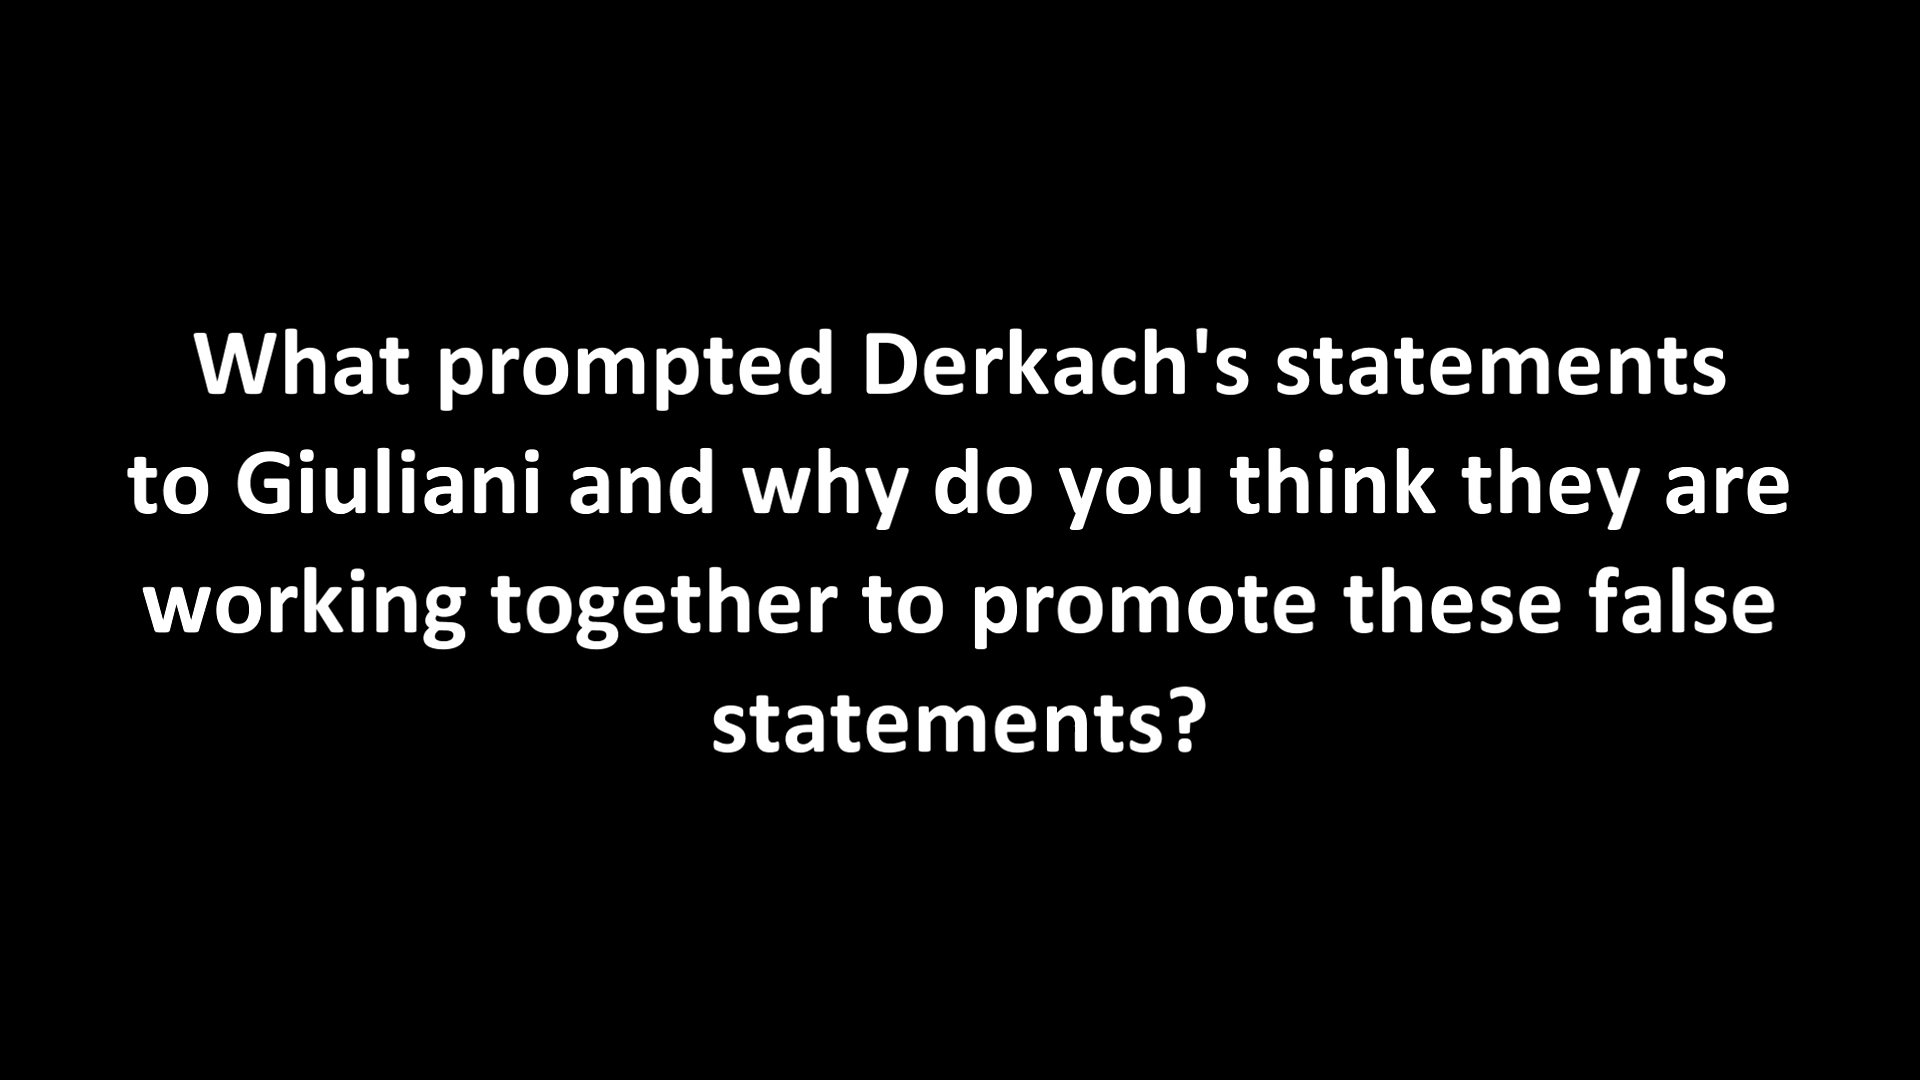 What prompted Derkach's statements
to Giuliani and why do you think they are
working together to promote these false
statements?